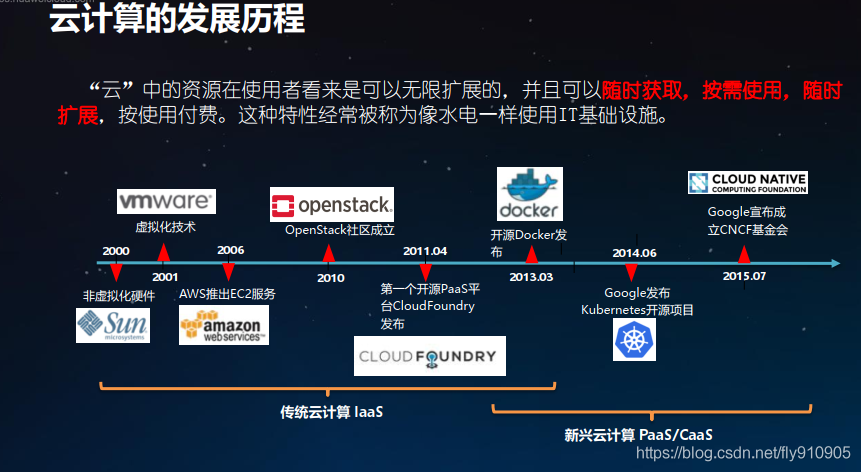 云计算的发展历程
“云”中的资源在使用者看来是可以无限扩展的，并且可以随时获取，按需使用，随时
扩展，按使用付费。这种特性经常被称为像水电一样使用IT基础设施。
vmware
虚拟化技术
openstack.
OpenStack社区成立
docker
开源Docker发
布
CLOUD NATIVE
COMPUTING FOUNDATION
Google宣布成
立CNCF基金会
2000
2006
2011.04
2014.06
2001
2010
2013.03
2015.07
非虚拟化硬件
Sun
microsystems
AWS推出EC2服务
amazon
webservices™
第一个开源PaaS平
台CloudFoundry
发布
CLOUD FOUNDRY
Google发布
Kubernetes开源项目
传统云计算 IaaS
新兴云计算 PaaS/CaaS
https://blog.csdn.net/fly910905